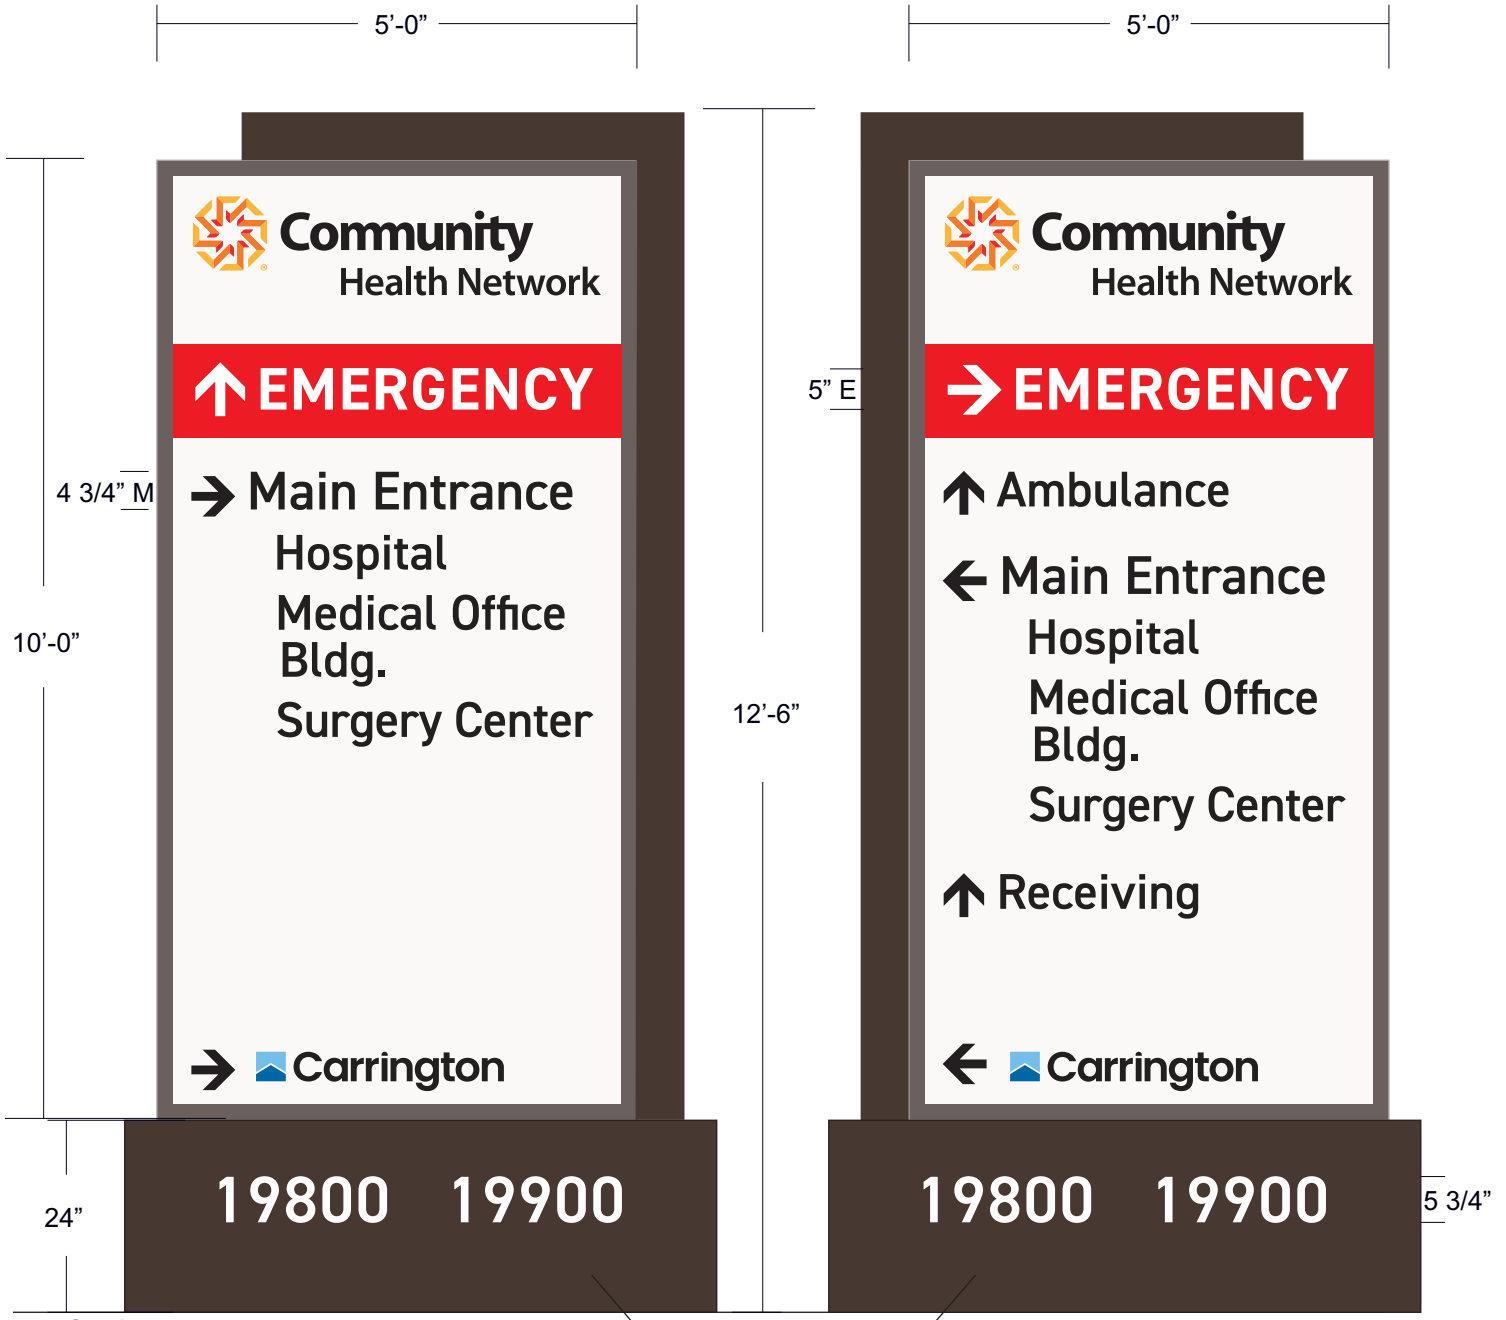 5’-0”
5’-0”
Community
Health Network
EMERGENCY
4 3/4” M
Main Entrance
Hospital
Medical Office
Bldg.
Surgery Center
10’-0”
Carrington
19800 19900
24”
12’-6”
Community
Health Network
5” E
EMERGENCY
Ambulance
Main Entrance
Hospital
Medical Office
Bldg.
Surgery Center
Receiving
Carrington
19800 19900
5 3/4”